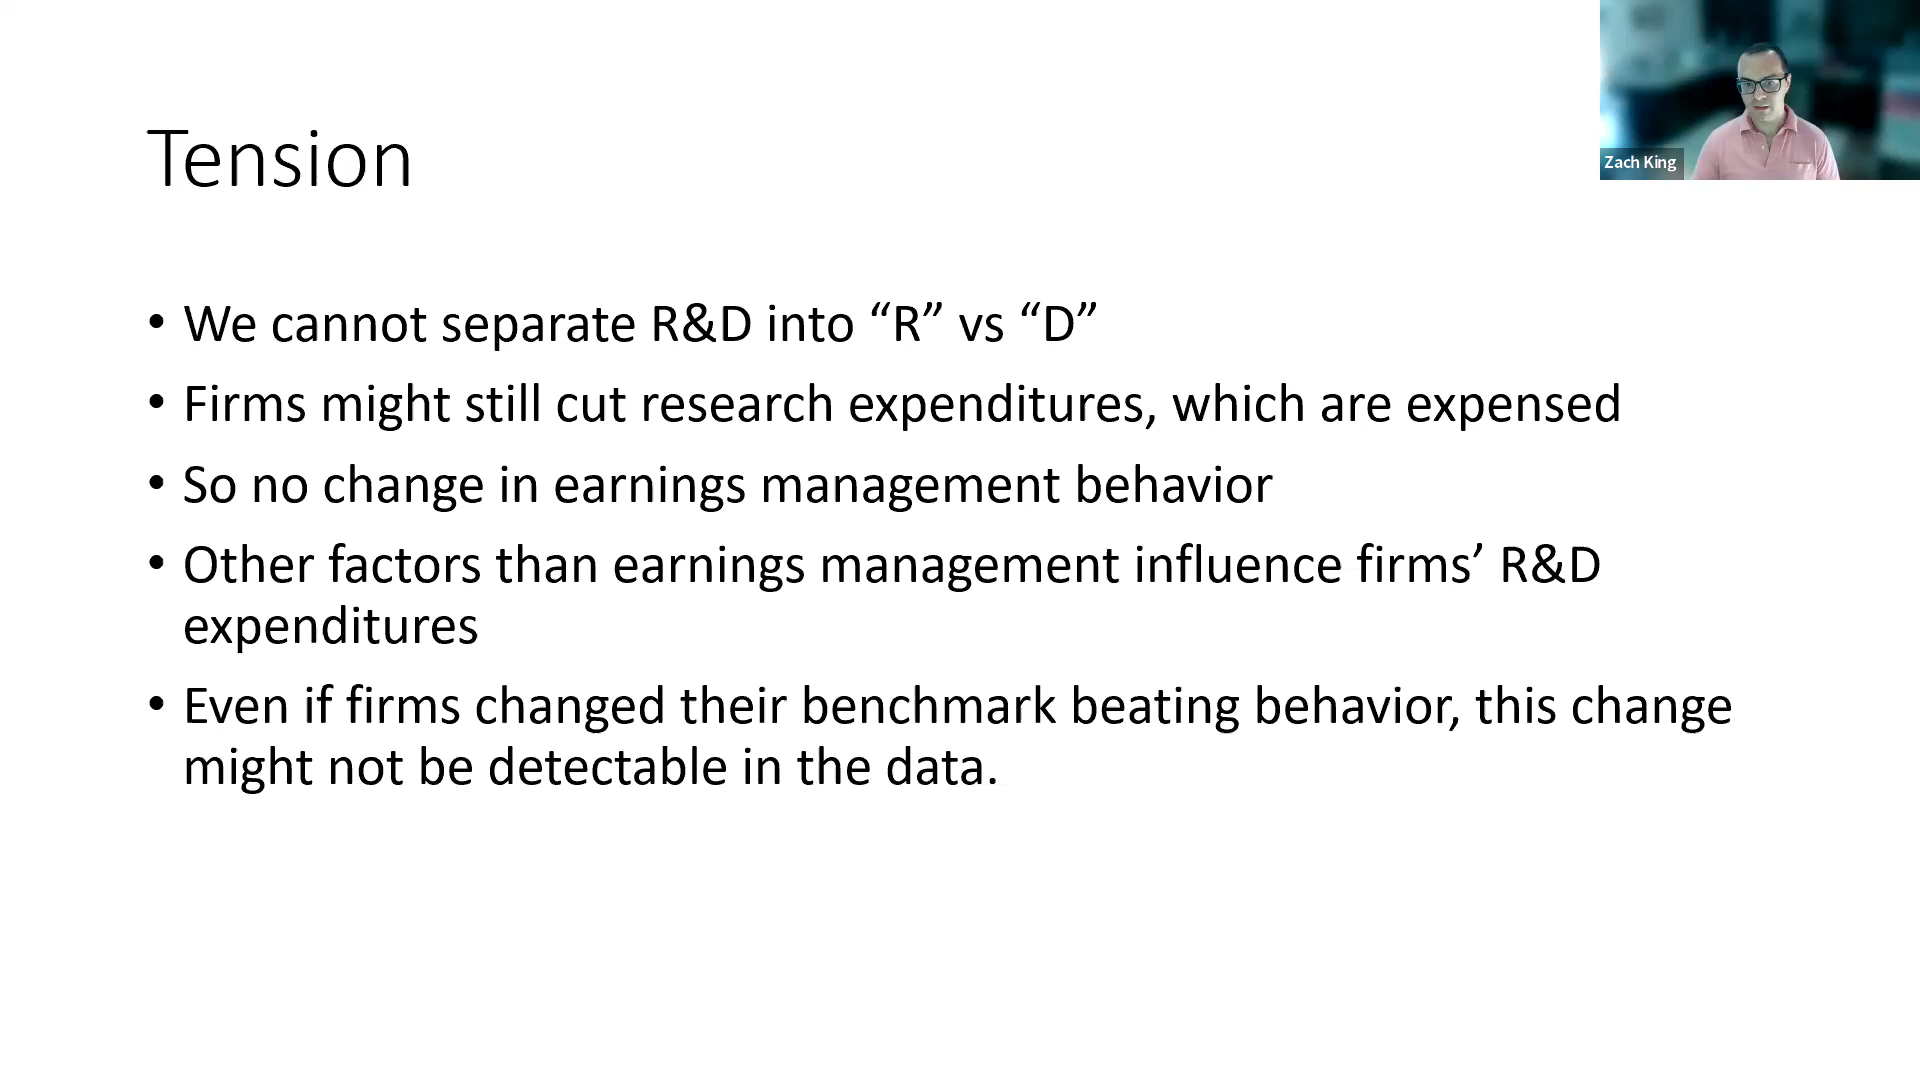 Tension
Zach King
• We cannot separate R&D into “R” vs “D”
• Firms might still cut research expenditures, which are expensed
• So no change in earnings management behavior
• Other factors than earnings management influence firms’ R&D
expenditures
• Even if firms changed their benchmark beating behavior, this change
might not be detectable in the data.